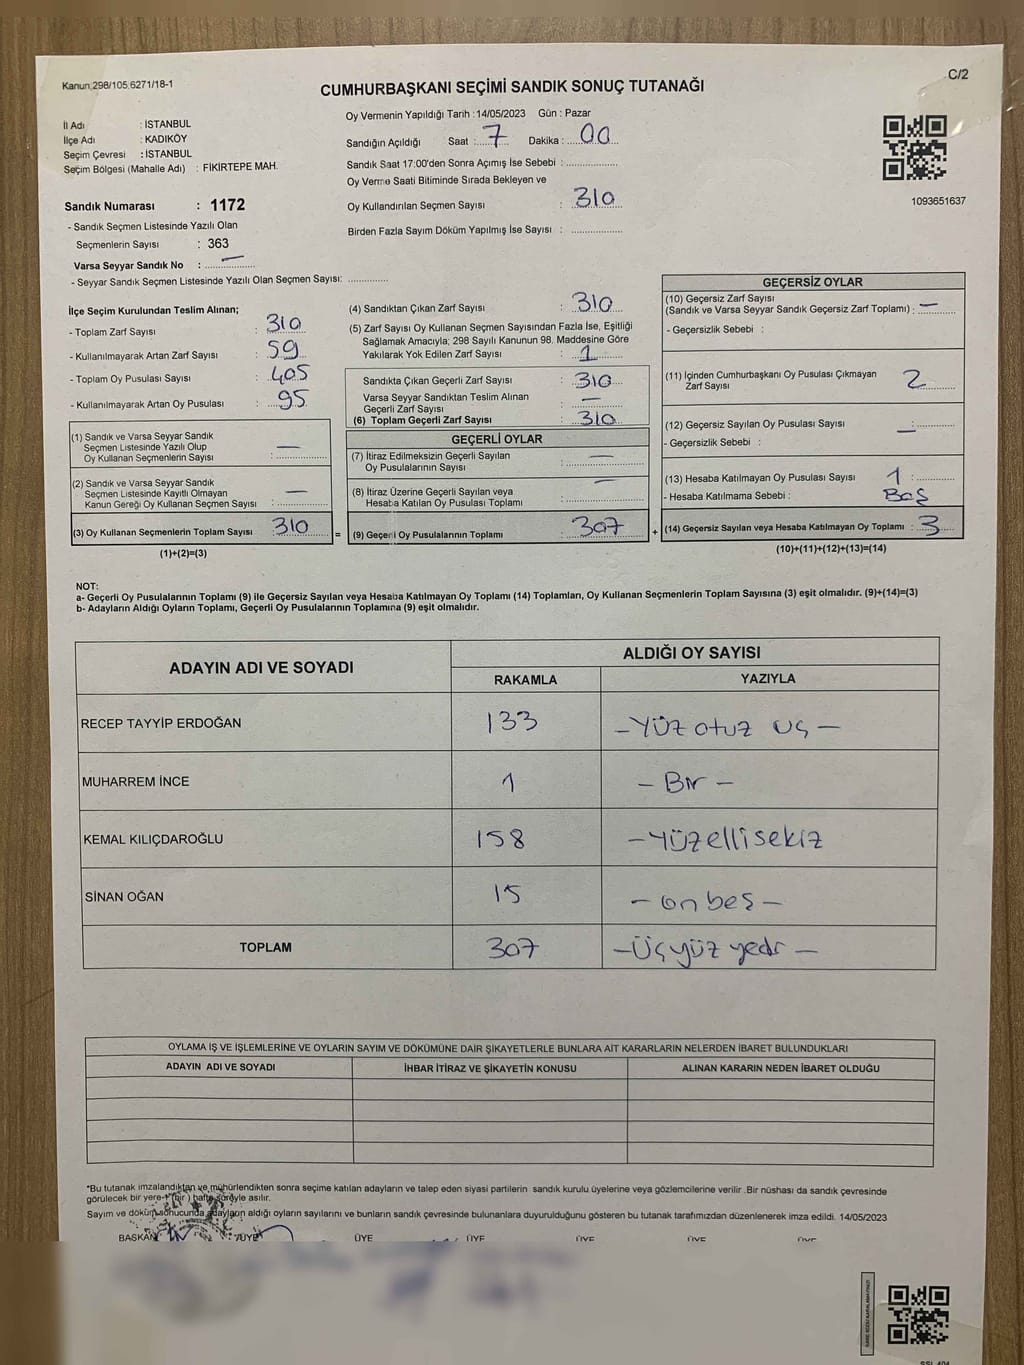 Kanun:298/105 6271/18-1
C/2
CUMHURBAŞKANI SEÇİMİ SANDIK SONUÇ TUTANAĞI
İl Adı : İSTANBUL
İlçe Adı : KADIKÖY
Seçim Çevresi : İSTANBUL
Seçim Bölgesi (Mahalle Adı) : FİKİRTEPE MAH.
Oy Vermenin Yapıldığı Tarih : 14/05/2023 Gün : Pazar
Sandığın Açıldığı Saat : 7 Dakika : 00
Sandık Saat 17:00'den Sonra Açımış İse Sebebi :
Oy Verme Saati Bitiminde Sırada Bekleyen ve
Oy Kullandırılan Seçmen Sayısı : 310
Birden Fazla Sayım Döküm Yapılmış İse Sayısı :
1093651637
Sandık Numarası : 1172
- Sandık Seçmen Listesinde Yazılı Olan
Seçmenlerin Sayısı : 363
Varsa Seyyar Sandık No : —
- Seyyar Sandık Seçmen Listesinde Yazılı Olan Seçmen Sayısı:
İlçe Seçim Kurulundan Teslim Alınan;
- Toplam Zarf Sayısı : 310
- Kullanılmayarak Artan Zarf Sayısı : 59
- Toplam Oy Pusulası Sayısı : 405
- Kullanılmayarak Artan Oy Pusulası : 95
(1) Sandık ve Varsa Seyyar Sandık
Seçmen Listesinde Yazılı Olup
Oy Kullanan Seçmenlerin Sayısı : —
(2) Sandık ve Varsa Seyyar Sandık
Seçmen Listesinde Kayıtlı Olmayan
Kanun Gereği Oy Kullanan Seçmen Sayısı : —
(3) Oy Kullanan Seçmenlerin Toplam Sayısı : 310
(1)+(2)=(3)
(4) Sandıktan Çıkan Zarf Sayısı : 310
(5) Zarf Sayısı Oy Kullanan Seçmen Sayısından Fazla İse, Eşitliği
Sağlamak Amacıyla; 298 Sayılı Kanunun 98. Maddesine Göre
Yakılarak Yok Edilen Zarf Sayısı : 1
Sandıkta Çıkan Geçerli Zarf Sayısı : 310
Varsa Seyyar Sandıktan Teslim Alınan
Geçerli Zarf Sayısı : —
(6) Toplam Geçerli Zarf Sayısı : 310
GEÇERLİ OYLAR
(7) İtiraz Edilmeksizin Geçerli Sayılan
Oy Pusulalarının Sayısı : —
(8) İtiraz Üzerine Geçerli Sayılan veya
Hesaba Katılan Oy Pusulası Toplamı : —
= (9) Geçerli Oy Pusulalarının Toplamı : 307 +
GEÇERSİZ OYLAR
(10) Geçersiz Zarf Sayısı
(Sandık ve Varsa Seyyar Sandık Geçersiz Zarf Toplamı) : —
- Geçersizlik Sebebi :
(11) İçinden Cumhurbaşkanı Oy Pusulası Çıkmayan
Zarf Sayısı 2
(12) Geçersiz Sayılan Oy Pusulası Sayısı : —
- Geçersizlik Sebebi :
(13) Hesaba Katılmayan Oy Pusulası Sayısı : 1
- Hesaba Katılmama Sebebi : Boş
(14) Geçersiz Sayılan veya Hesaba Katılmayan Oy Toplamı : 3
(10)+(11)+(12)+(13)=(14)
NOT:
a- Geçerli Oy Pusulalarının Toplamı (9) ile Geçersiz Sayılan veya Hesaba Katılmayan Oy Toplamı (14) Toplamları, Oy Kullanan Seçmenlerin Toplam Sayısına (3) eşit olmalıdır. (9)+(14)=(3)
b- Adayların Aldığı Oyların Toplamı, Geçerli Oy Pusulalarının Toplamına (9) eşit olmalıdır.
ADAYIN ADI VE SOYADI
ALDIĞI OY SAYISI
RAKAMLA YAZIYLA
RECEP TAYYİP ERDOĞAN 133 -Yüz otuz üç-
MUHARREM İNCE 1 -Bir-
KEMAL KILIÇDAROĞLU 158 -Yüzellisekiz
SİNAN OĞAN 15 -on beş-
TOPLAM 307 -Üçyüz yedi-
OYLAMA İŞ VE İŞLEMLERİNE VE OYLARIN SAYIM VE DÖKÜMÜNE DAİR ŞİKAYETLERLE BUNLARA AİT KARARLARIN NELERDEN İBARET BULUNDUKLARI
ADAYIN ADI VE SOYADI İHBAR İTİRAZ VE ŞİKAYETİN KONUSU ALINAN KARARIN NEDEN İBARET OLDUĞU
*Bu tutanak imzalandıktan ve mühürlendikten sonra seçime katılan adayların ve talep eden siyasi partilerin sandık kurulu üyelerine veya gözlemcilerine verilir .Bir nüshası da sandık çevresinde
görülecek bir yere 1 (bir ) hafta süreyle asılır.
Sayım ve döküm sonucunda adayların aldığı oyların sayılarını ve bunların sandık çevresinde bulunanlara duyurulduğunu gösteren bu tutanak tarafımızdan düzenlenerek imza edildi. 14/05/2023
BAŞKAN ÜYE ÜYE ÜYE ÜYE ÜYE ÜYE